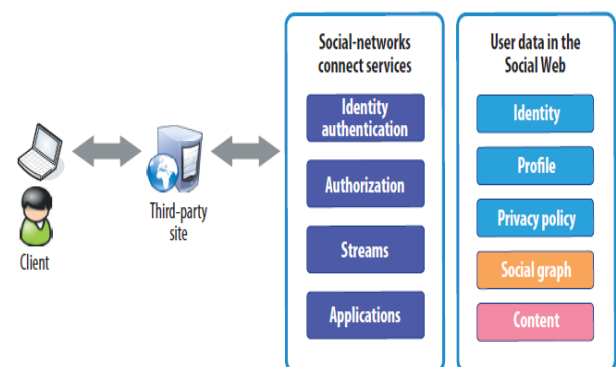 Client
Third-party
site
Social-networks
connect services
Identity
authentication
Authorization
Streams
Applications
User data in the
Social Web
Identity
Profile
Privacy policy
Social graph
Content